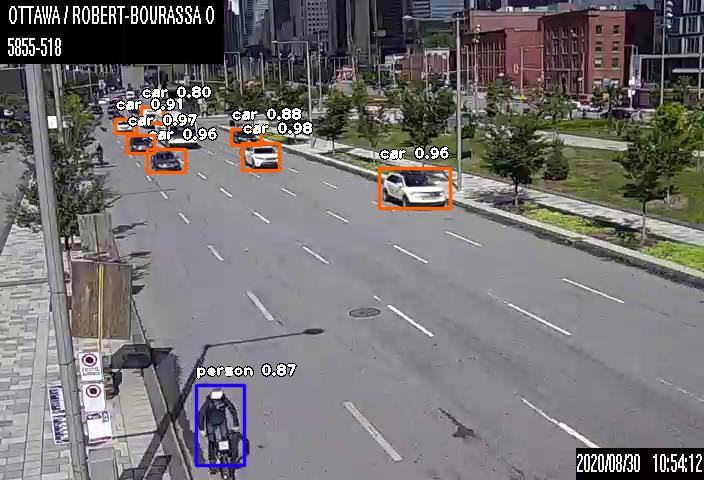 OTTAWA / ROBERT-BOURASSA O
5855-518
car 0.80
car 0.91
car 0.88
car 0.97
car 0.98
car 0.96
car 0.96
person 0.87
2020/08/30 10:54:12